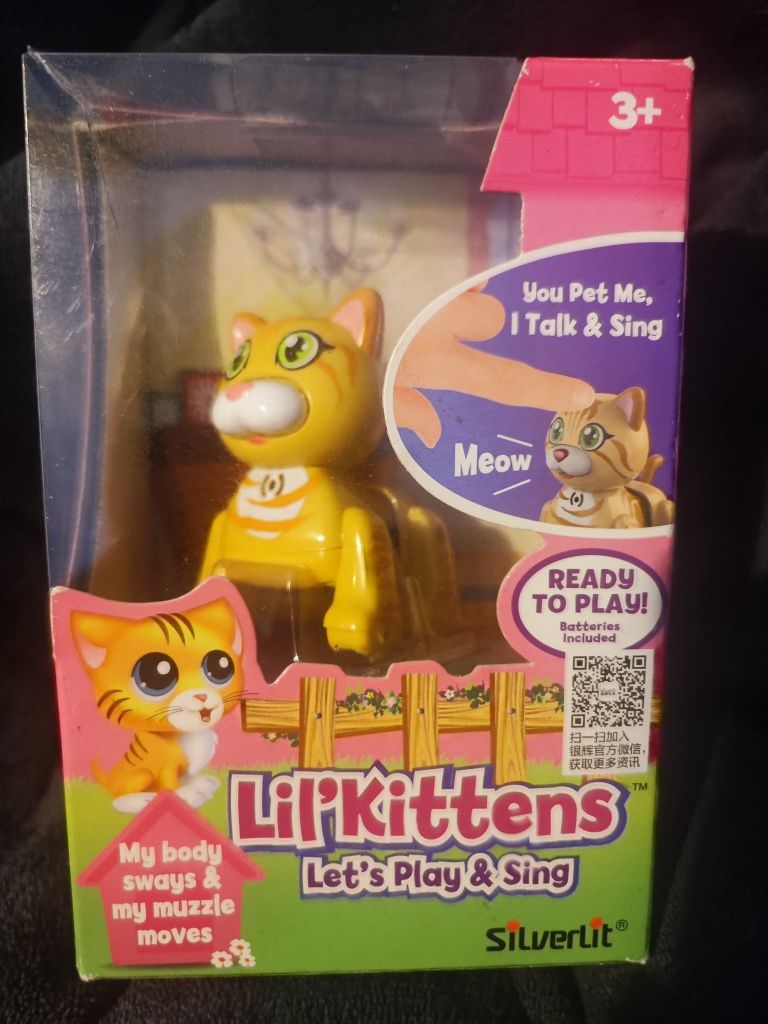 3+
You Pet Me,
I Talk & Sing
Meow
READY
TO PLAY!
Batteries
Included
扫一扫加入
银辉官方微信,
获取更多资讯
Lil'Kittens™
Let's Play & Sing
My body
sways &
my muzzle
moves
Silverlit®